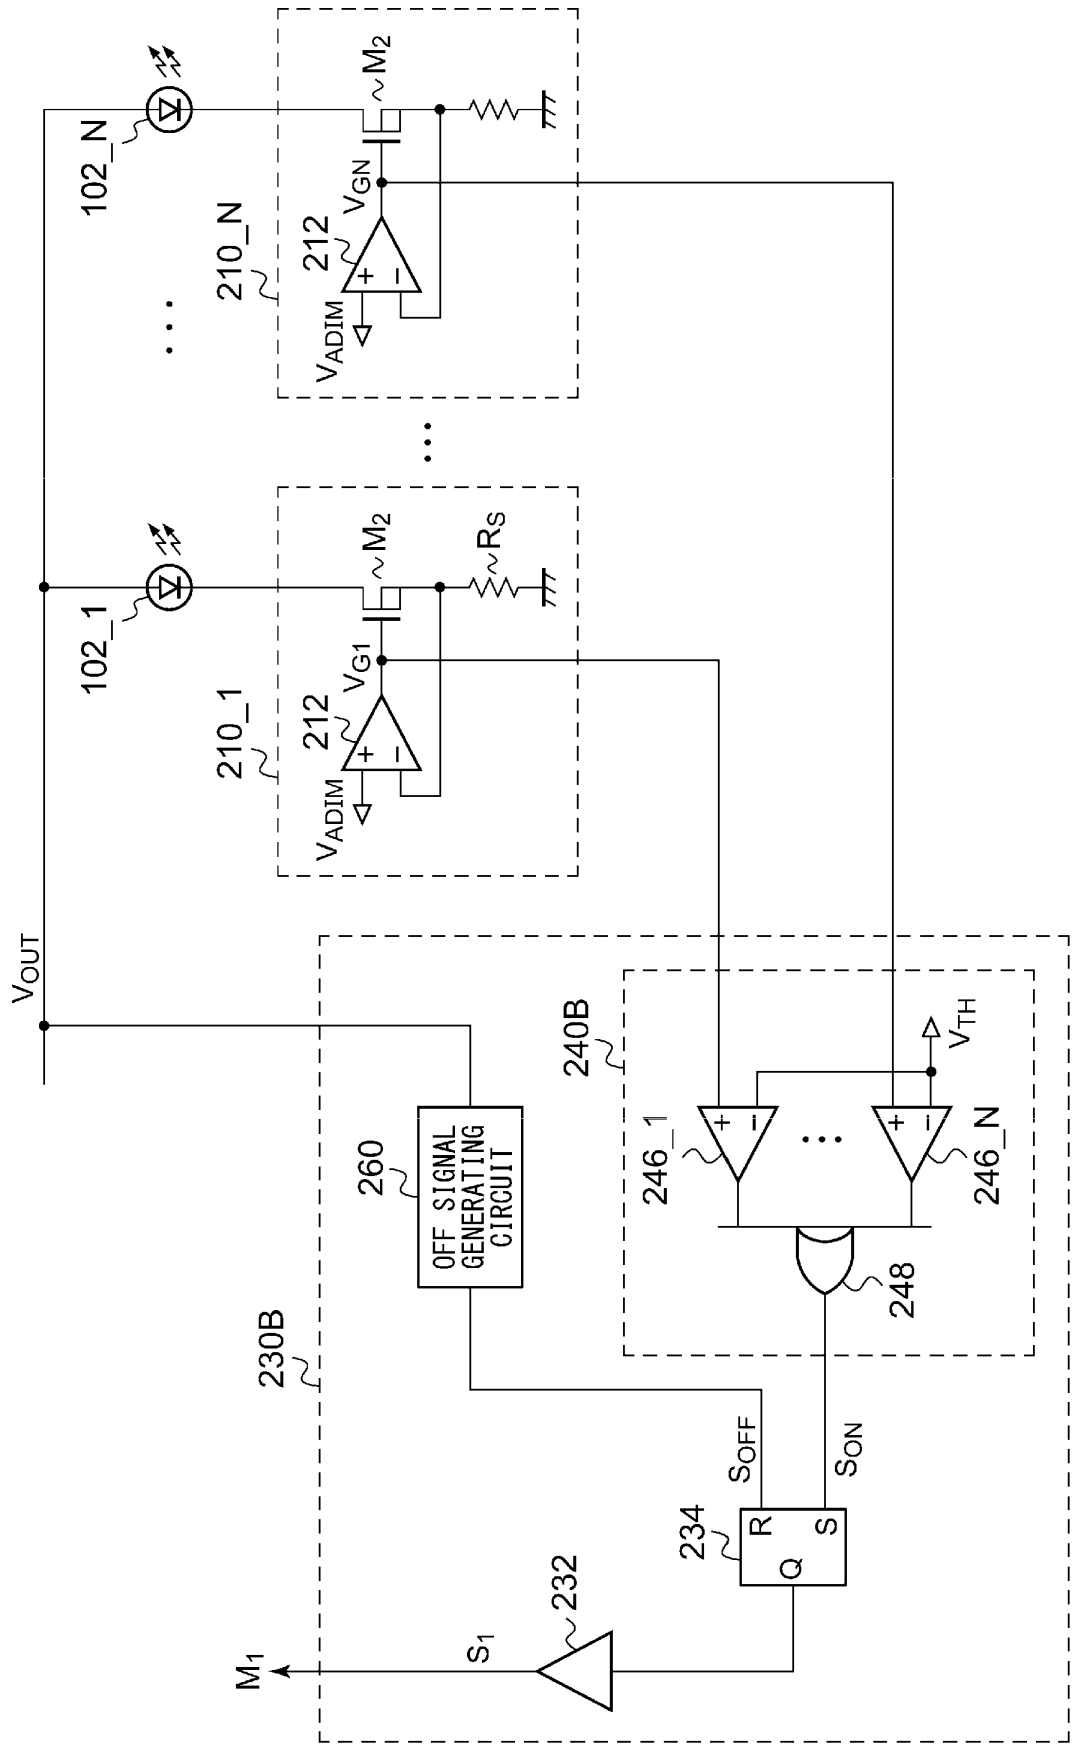 VOUT
102_1
102_N
210_1
210_N
VADIM
212
+
−
VG1
M2
RS
VADIM
212
+
−
VGN
M2
230B
M1
S1
232
234
Q
R
S
SOFF
SON
260
OFF SIGNAL
GENERATING
CIRCUIT
240B
246_1
+
−
246_N
+
−
VTH
248